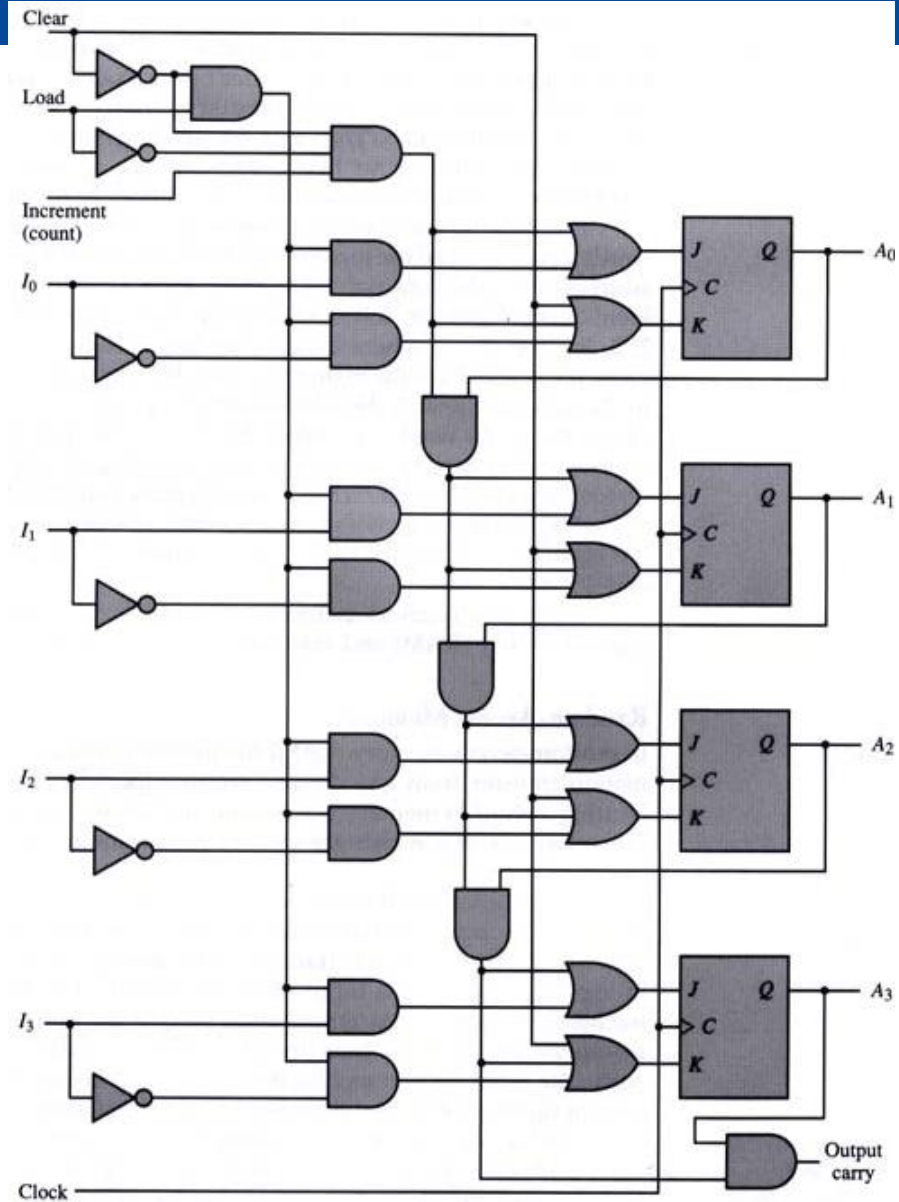 Clear
Load
Increment
(count)
I0
J Q A0
C
K
I1
J Q A1
C
K
I2
J Q A2
C
K
I3
J Q A3
C
K
Output
carry
Clock